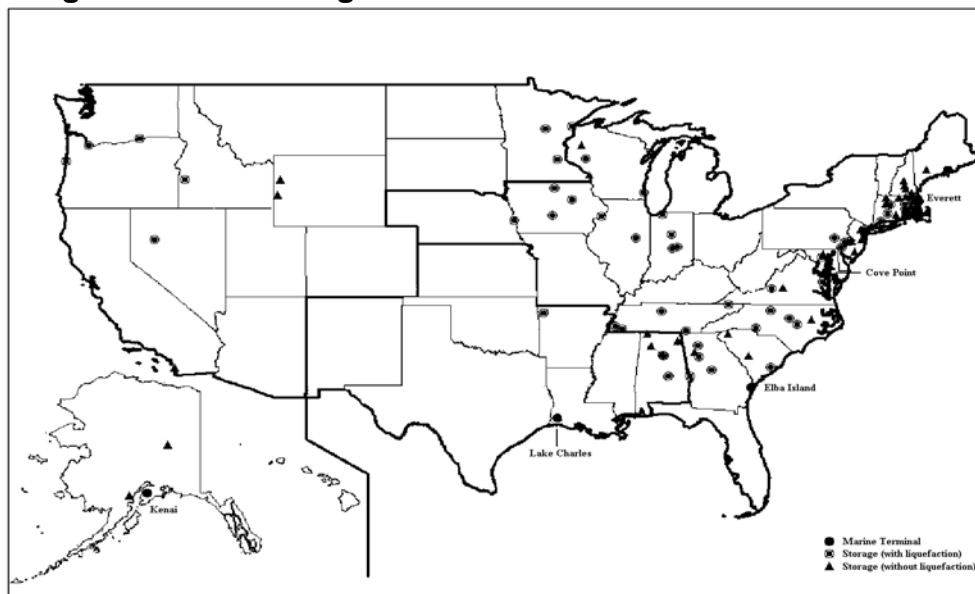 Everett
Cove Point
Elba Island
Lake Charles
Kenai
Marine Terminal
Storage (with liquefaction)
Storage (without liquefaction)